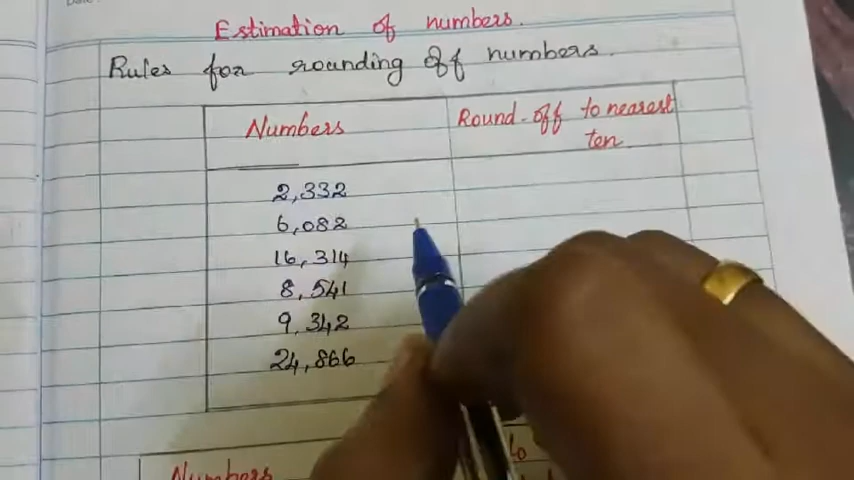 Estimation of numbers.
Rules for rounding off numbers.
Numbers
Round-off to nearest
ten
2,332
6,082
16,314
8,541
9,342
24,866
Numbers